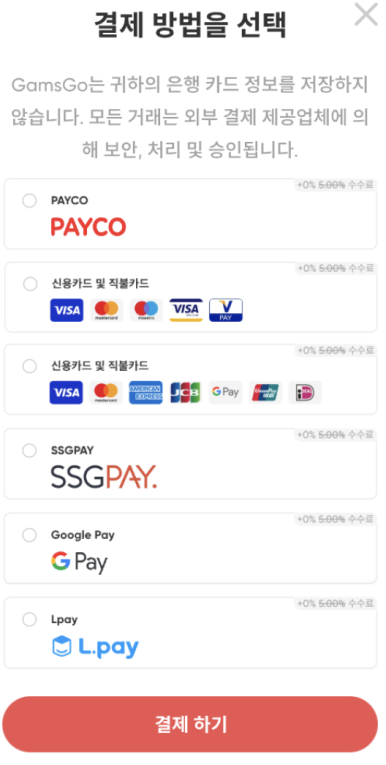 결제 방법을 선택
GamsGo는 귀하의 은행 카드 정보를 저장하지
않습니다. 모든 거래는 외부 결제 제공업체에 의
해 보안, 처리 및 승인됩니다.
+0% 5.00% 수수료
PAYCO
PAYCO
+0% 5.00% 수수료
신용카드 및 직불카드
VISA mastercard maestro VISA V PAY
+0% 5.00% 수수료
신용카드 및 직불카드
VISA mastercard AMERICAN EXPRESS JCB G Pay UnionPay iDEAL
+0% 5.00% 수수료
SSGPAY
SSGPAY.
+0% 5.00% 수수료
Google Pay
G Pay
+0% 5.00% 수수료
Lpay
L.pay
결제 하기